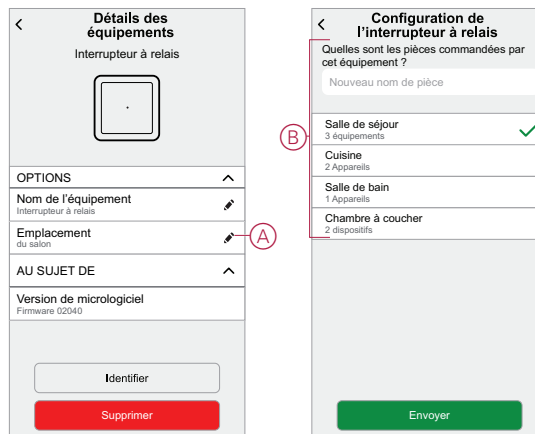 Détails des
équipements
Interrupteur à relais
OPTIONS
Nom de l'équipement
Interrupteur à relais
Emplacement
du salon
A
AU SUJET DE
Version de micrologiciel
Firmware 02040
Identifier
Supprimer
Configuration de
l'interrupteur à relais
Quelles sont les pièces commandées par
cet équipement ?
Nouveau nom de pièce
B
Salle de séjour
3 équipements
Cuisine
2 Appareils
Salle de bain
1 Appareils
Chambre à coucher
2 dispositifs
Envoyer